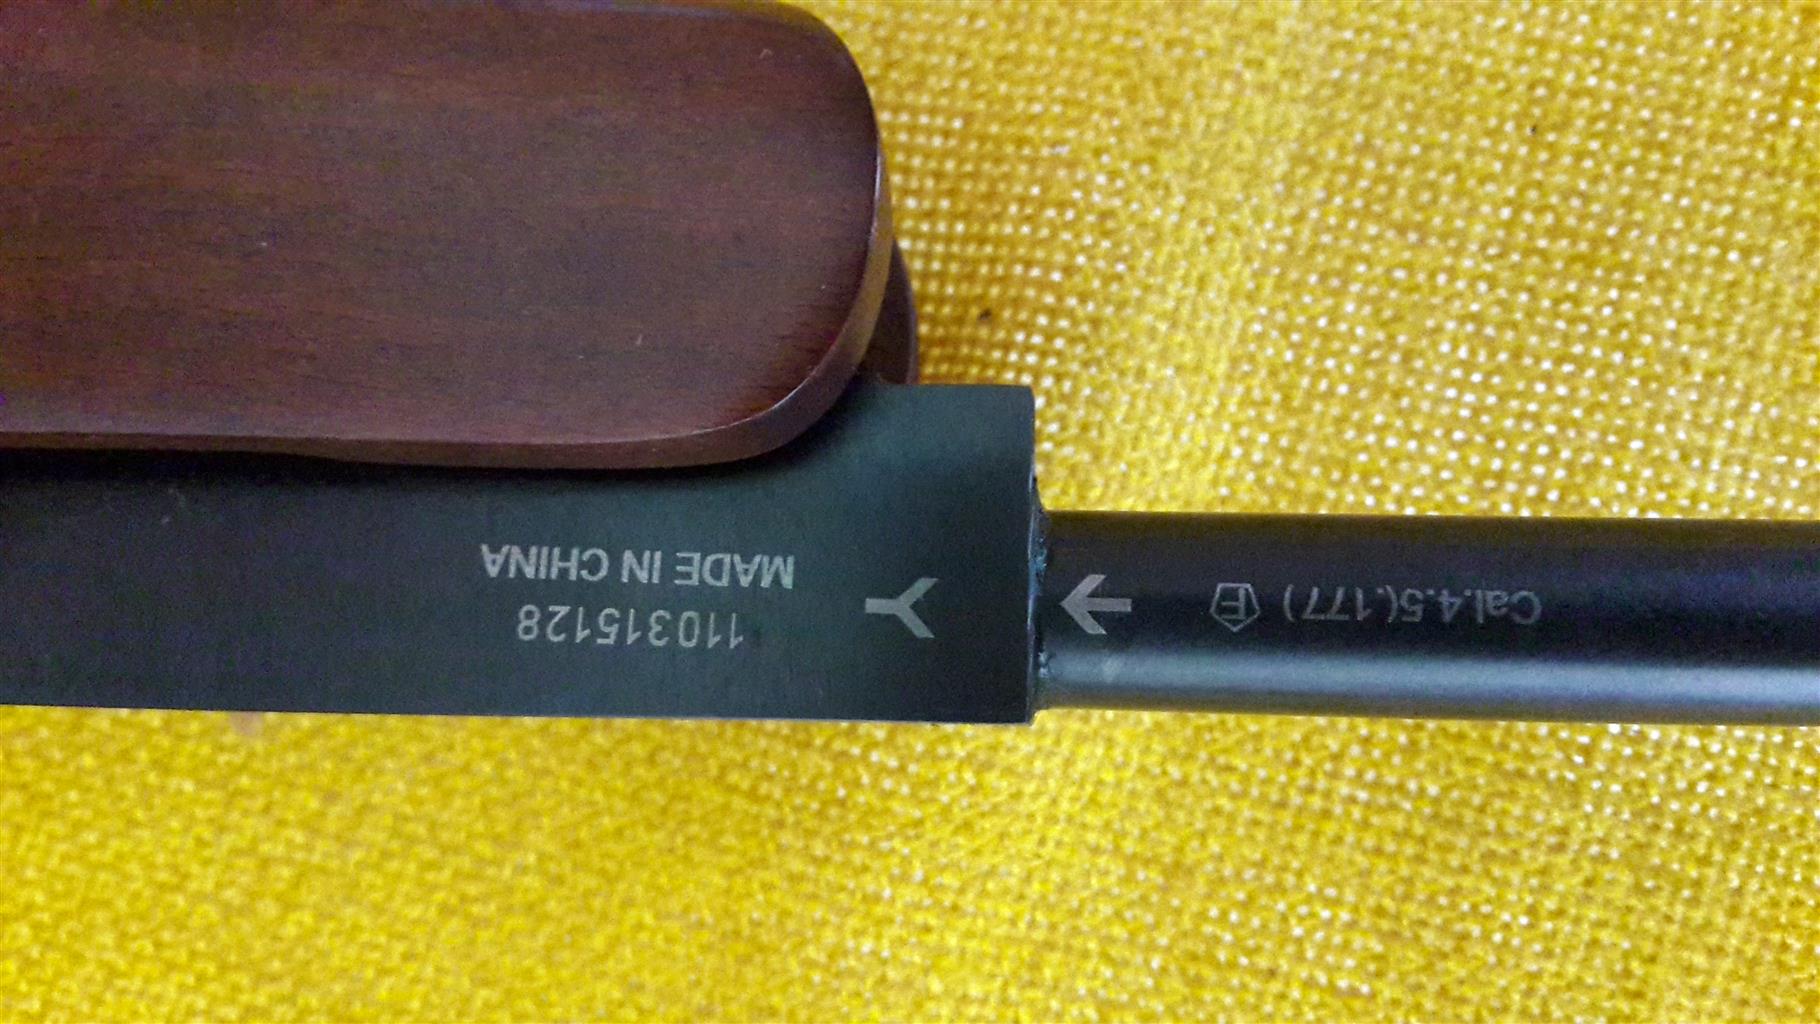 Cal.4.5(.177) F
110315128
MADE IN CHINA